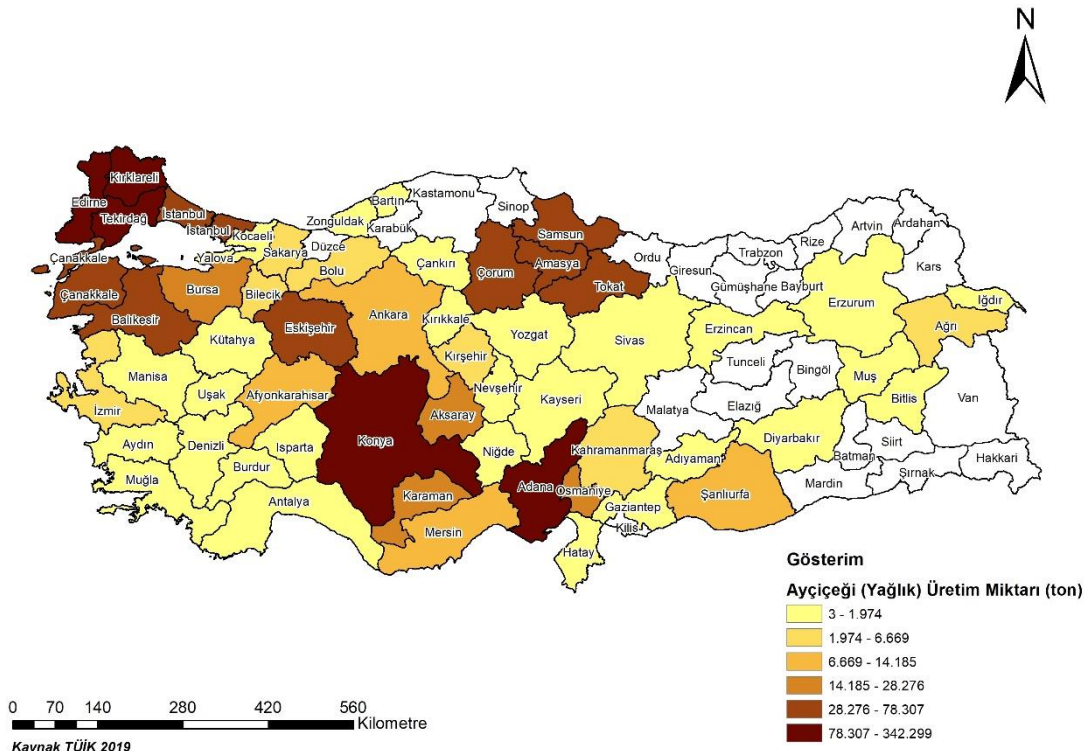 N
Kırklareli
Edirne
Tekirdağ
İstanbul
İstanbul
Kocaeli
Yalova
Sakarya
Düzce
Zonguldak
Bartın
Karabük
Kastamonu
Sinop
Samsun
Ordu
Giresun
Trabzon
Rize
Artvin
Ardahan
Kars
Çanakkale
Çanakkale
Balıkesir
Bursa
Bilecik
Bolu
Çankırı
Çorum
Amasya
Tokat
Gümüşhane
Bayburt
Erzurum
Iğdır
Ağrı
Kütahya
Eskişehir
Ankara
Kırıkkale
Yozgat
Sivas
Erzincan
Tunceli
Bingöl
Muş
Bitlis
Van
Manisa
Uşak
Afyonkarahisar
Kırşehir
Nevşehir
Kayseri
Malatya
Elazığ
İzmir
Aydın
Denizli
Isparta
Konya
Aksaray
Niğde
Kahramanmaraş
Adıyaman
Diyarbakır
Batman
Siirt
Şırnak
Hakkari
Muğla
Burdur
Antalya
Karaman
Mersin
Adana
Osmaniye
Gaziantep
Kilis
Şanlıurfa
Mardin
Hatay
Gösterim
Ayçiçeği (Yağlık) Üretim Miktarı (ton)
3 - 1.974
1.974 - 6.669
6.669 - 14.185
14.185 - 28.276
28.276 - 78.307
78.307 - 342.299
0 70 140 280 420 560
Kilometre
Kaynak TÜİK 2019